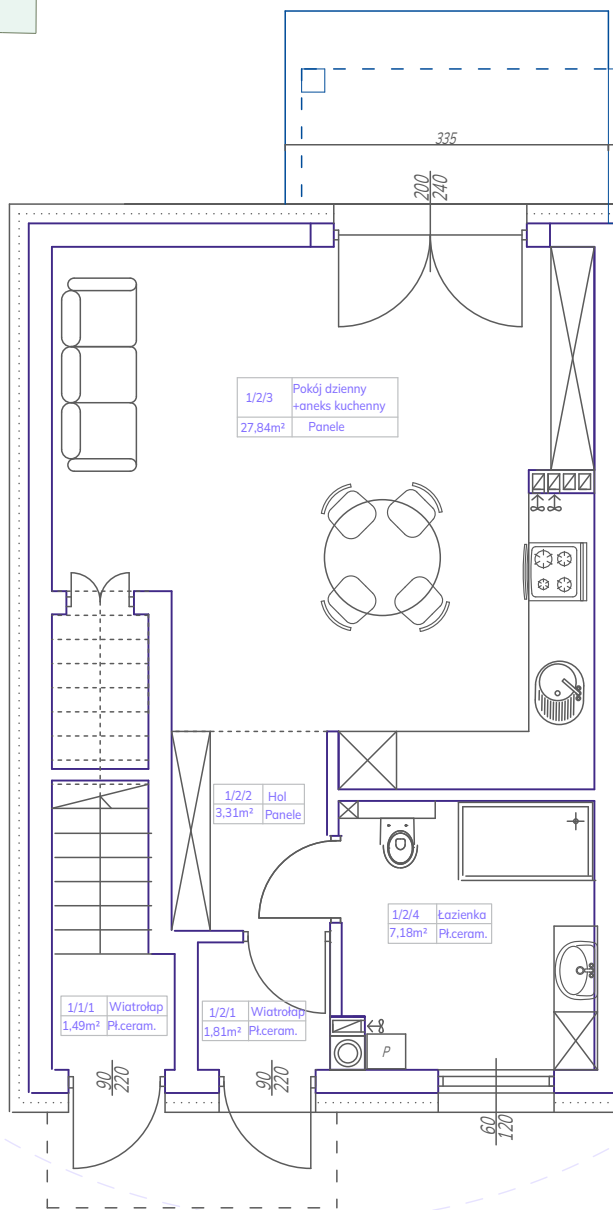 335
200
240
1/2/3
Pokój dzienny
+aneks kuchenny
27,84m²
Panele
1/2/2
Hol
3,31m²
Panele
1/2/4
Łazienka
7,18m²
Pł.ceram.
1/1/1
Wiatrołap
1,49m²
Pł.ceram.
1/2/1
Wiatrołap
1,81m²
Pł.ceram.
P
90
220
90
220
60
120